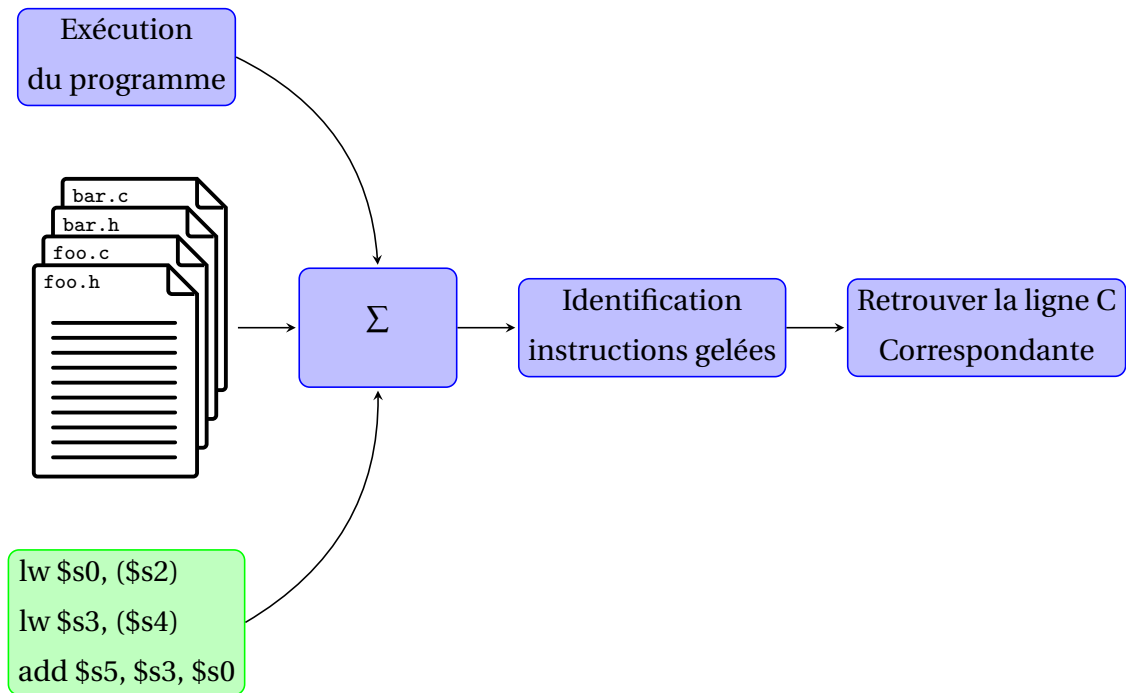 Exécution
du programme
bar.c
bar.h
foo.c
foo.h
Σ
Identification
instructions gelées
Retrouver la ligne C
Correspondante
lw $s0, ($s2)
lw $s3, ($s4)
add $s5, $s3, $s0